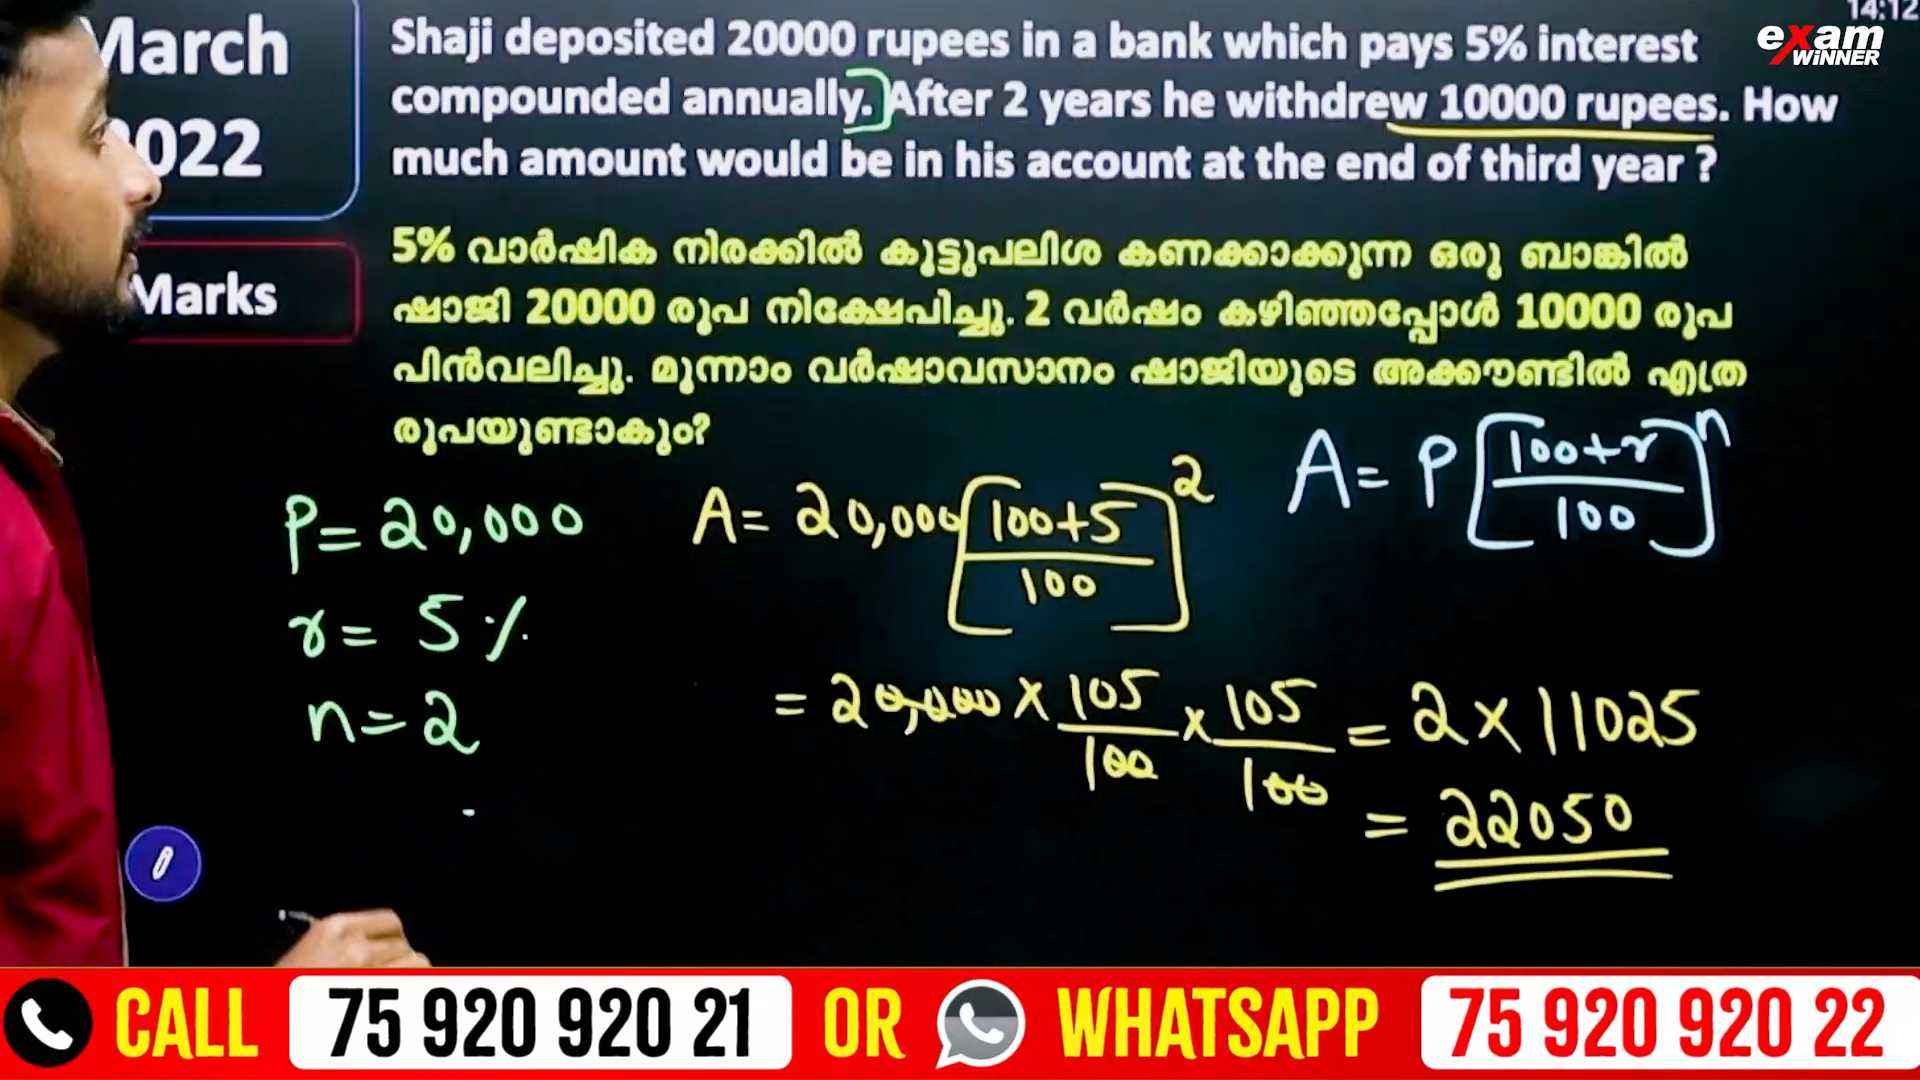 14:12
exam
WINNER
March
2022
Marks
Shaji deposited 20000 rupees in a bank which pays 5% interest
compounded annually. After 2 years he withdrew 10000 rupees. How
much amount would be in his account at the end of third year ?
5% വാർഷിക നിരക്കിൽ കൂട്ടുപലിശ കണക്കാക്കുന്ന ഒരു ബാങ്കിൽ
ഷാജി 20000 രൂപ നിക്ഷേപിച്ചു. 2 വർഷം കഴിഞ്ഞപ്പോൾ 10000 രൂപ
പിൻവലിച്ചു. മൂന്നാം വർഷാവസാനം ഷാജിയുടെ അക്കൗണ്ടിൽ എത്ര
രൂപയുണ്ടാകും?
A = P [100+r / 100]^n
P = 20,000
r = 5 %
n = 2
A = 20,000 [100+5 / 100]^2
= 20,000 × 105/100 × 105/100 = 2 × 11025
= 22050
CALL 75 920 920 21 OR WHATSAPP 75 920 920 22